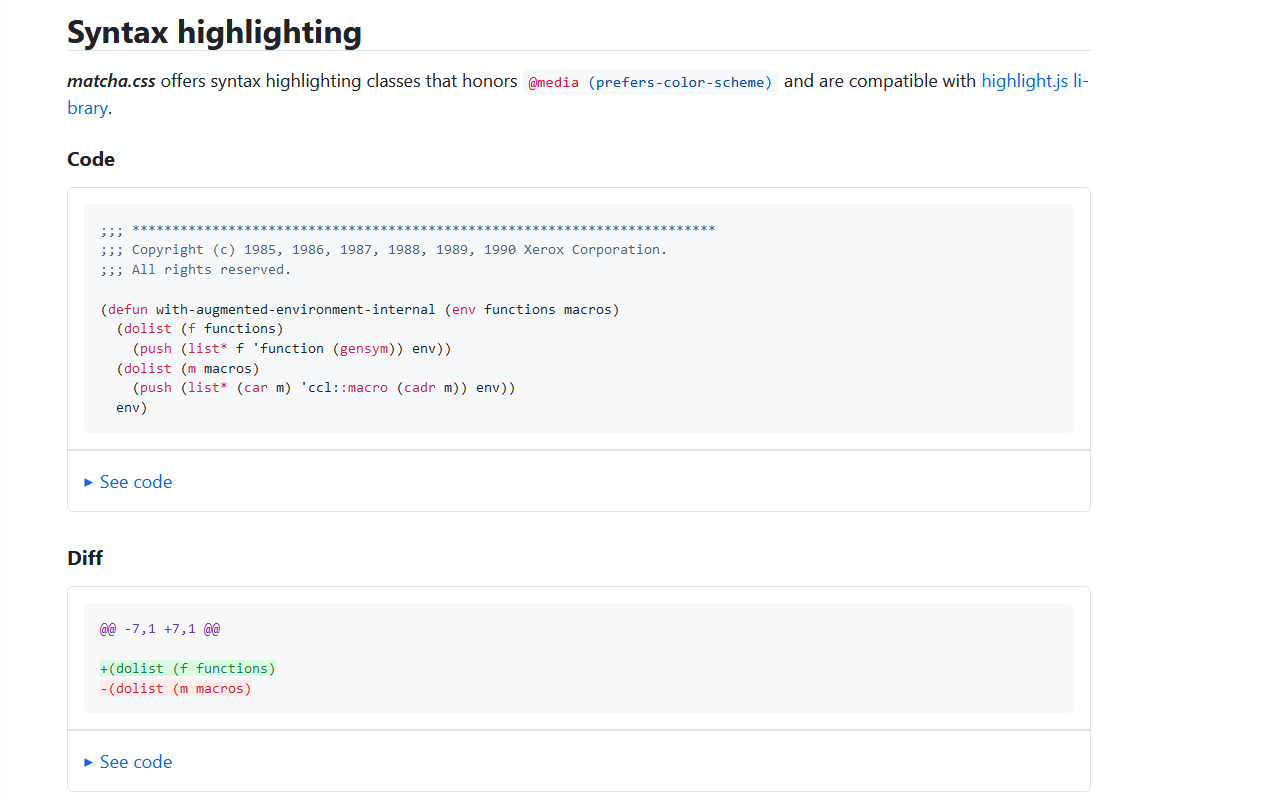 Syntax highlighting
matcha.css offers syntax highlighting classes that honors @media (prefers-color-scheme) and are compatible with highlight.js li-
brary.
Code
;;; *************************************************************************
;;; Copyright (c) 1985, 1986, 1987, 1988, 1989, 1990 Xerox Corporation.
;;; All rights reserved.
(defun with-augmented-environment-internal (env functions macros)
  (dolist (f functions)
    (push (list* f 'function (gensym)) env))
  (dolist (m macros)
    (push (list* (car m) 'ccl::macro (cadr m)) env))
  env)
▸ See code
Diff
@@ -7,1 +7,1 @@
+(dolist (f functions)
-(dolist (m macros)
▸ See code